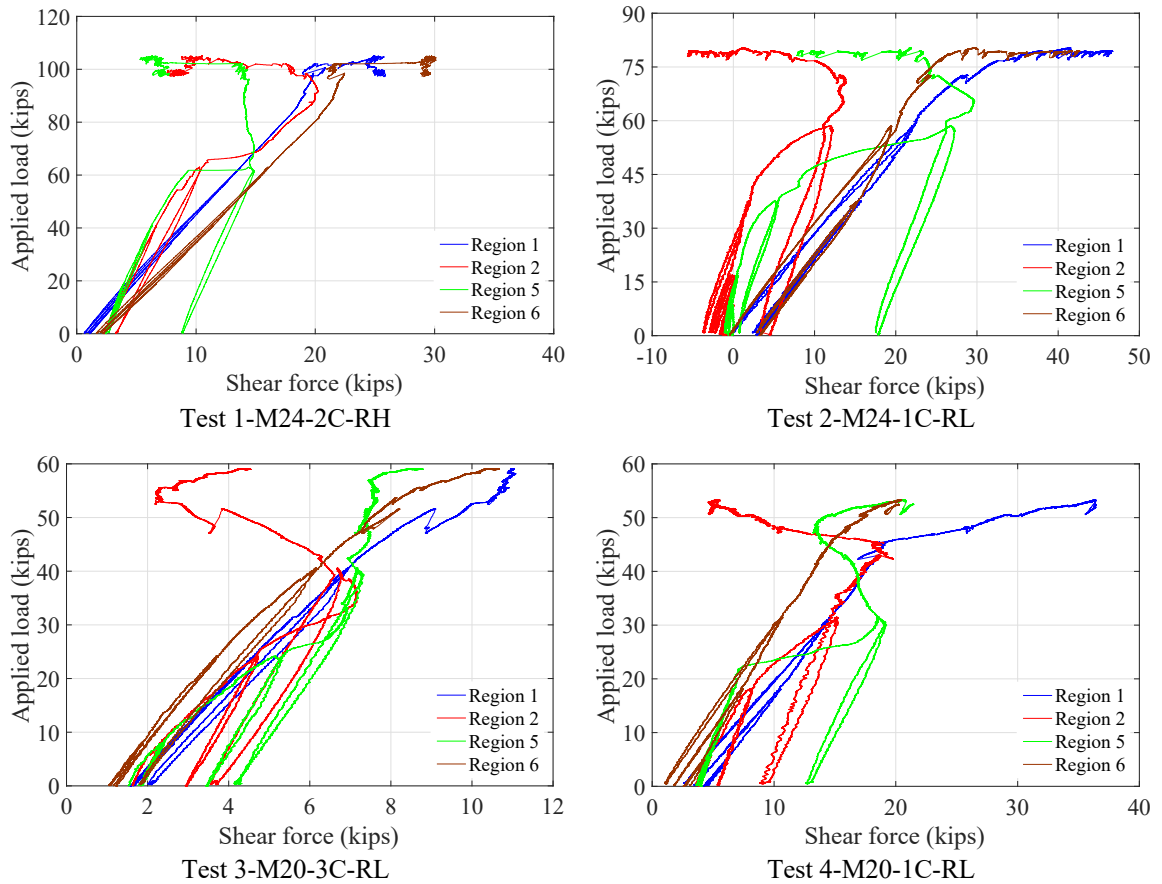 120
100
80
60
40
20
0
Applied load (kips)
Region 1
Region 2
Region 5
Region 6
0 10 20 30 40
Shear force (kips)
Test 1-M24-2C-RH
90
75
60
45
30
15
0
Applied load (kips)
Region 1
Region 2
Region 5
Region 6
-10 0 10 20 30 40 50
Shear force (kips)
Test 2-M24-1C-RL
60
50
40
30
20
10
0
Applied load (kips)
Region 1
Region 2
Region 5
Region 6
0 2 4 6 8 10 12
Shear force (kips)
Test 3-M20-3C-RL
60
50
40
30
20
10
0
Applied load (kips)
Region 1
Region 2
Region 5
Region 6
0 10 20 30 40
Shear force (kips)
Test 4-M20-1C-RL